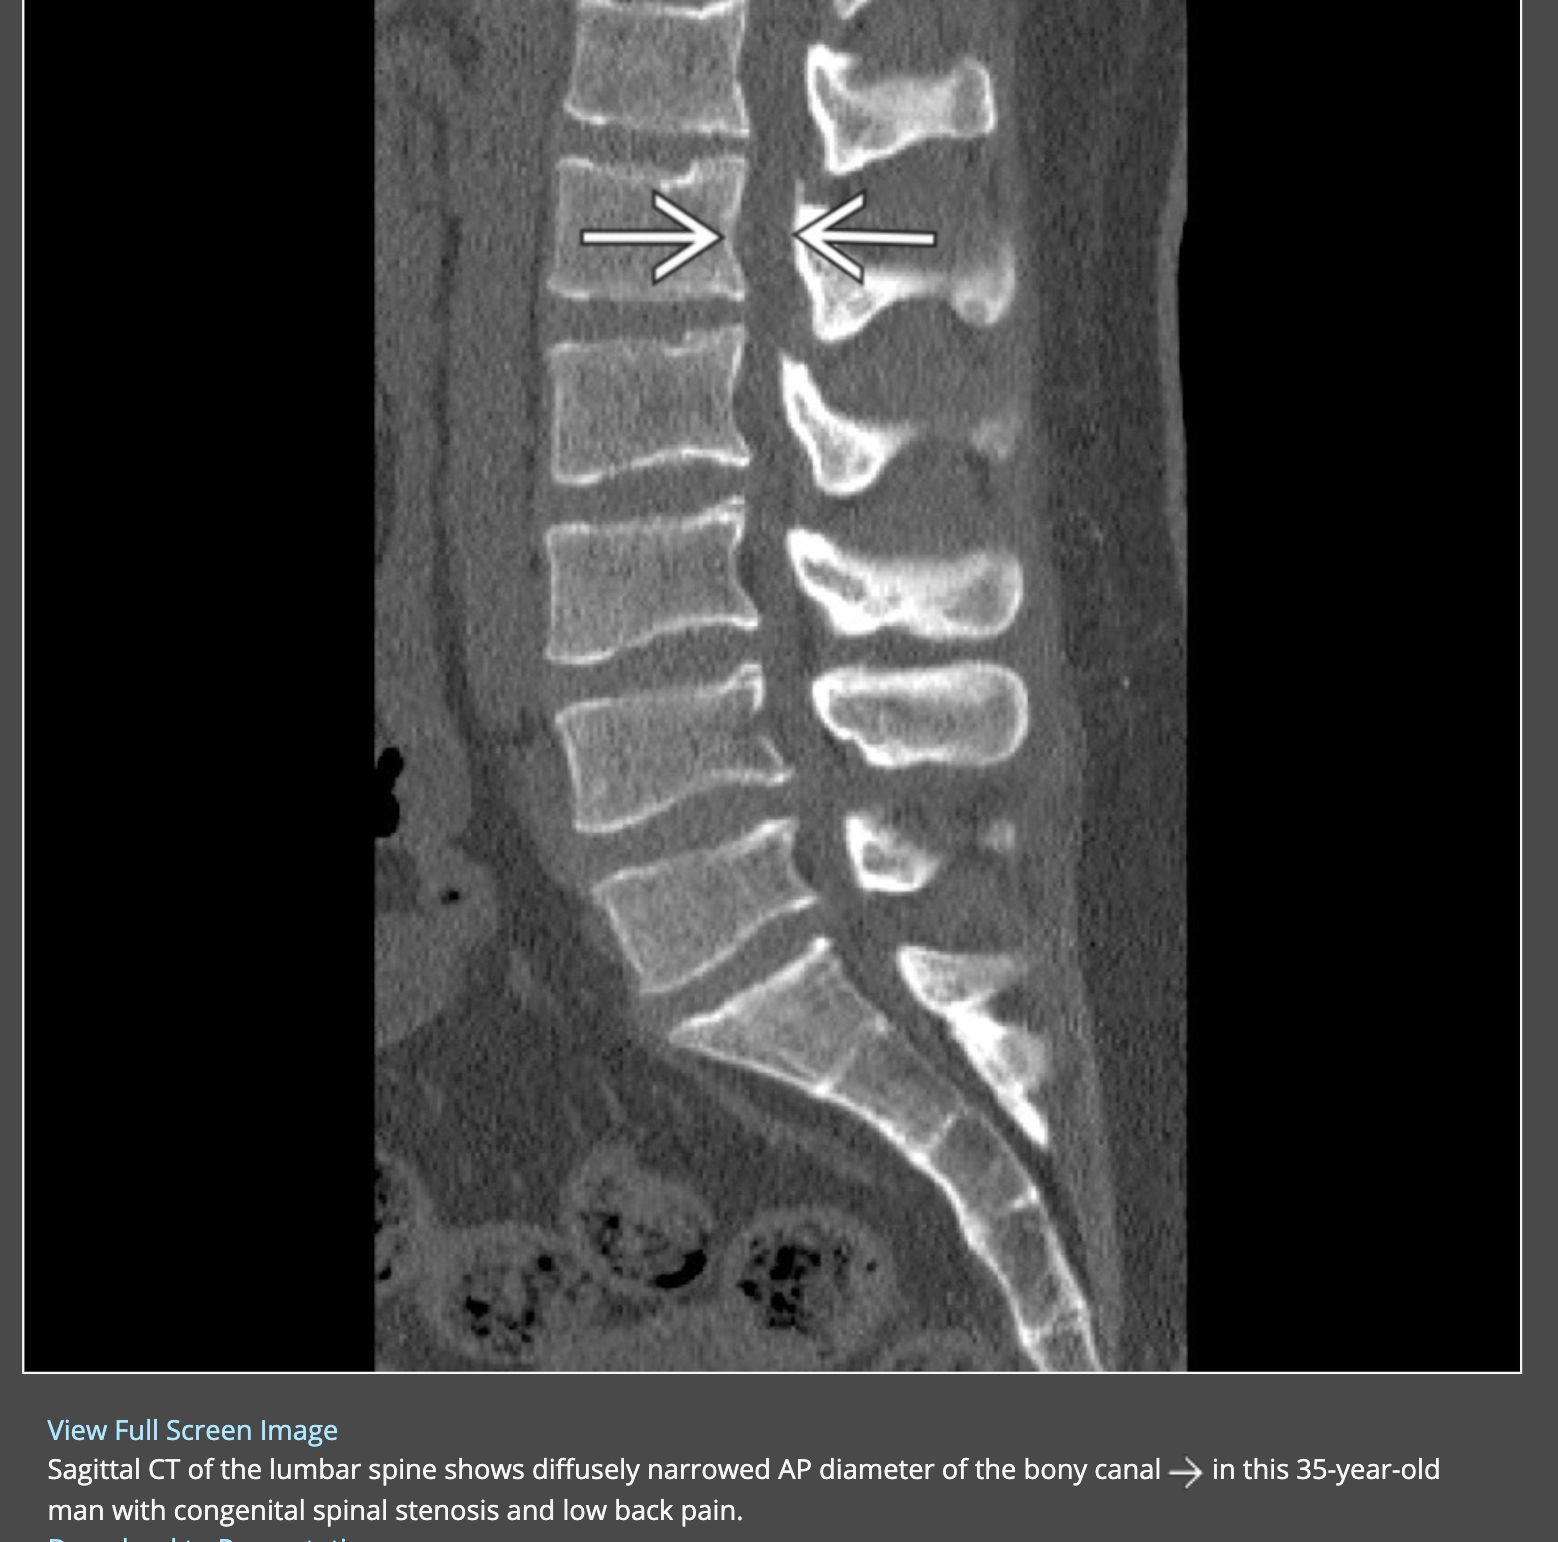 View Full Screen Image
Sagittal CT of the lumbar spine shows diffusely narrowed AP diameter of the bony canal → in this 35-year-old
man with congenital spinal stenosis and low back pain.